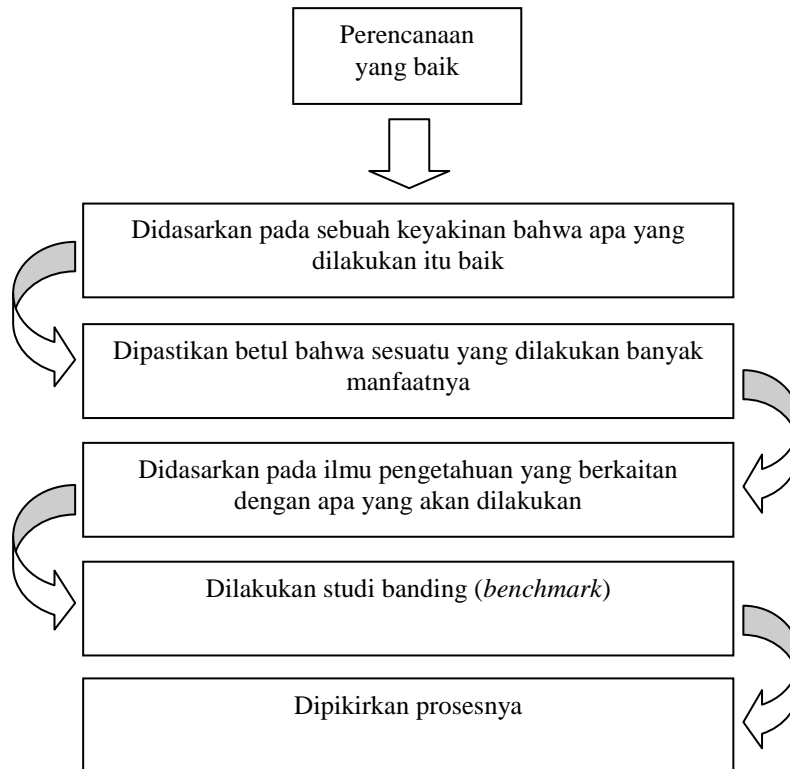 Perencanaan
yang baik
Didasarkan pada sebuah keyakinan bahwa apa yang
dilakukan itu baik
Dipastikan betul bahwa sesuatu yang dilakukan banyak
manfaatnya
Didasarkan pada ilmu pengetahuan yang berkaitan
dengan apa yang akan dilakukan
Dilakukan studi banding (benchmark)
Dipikirkan prosesnya